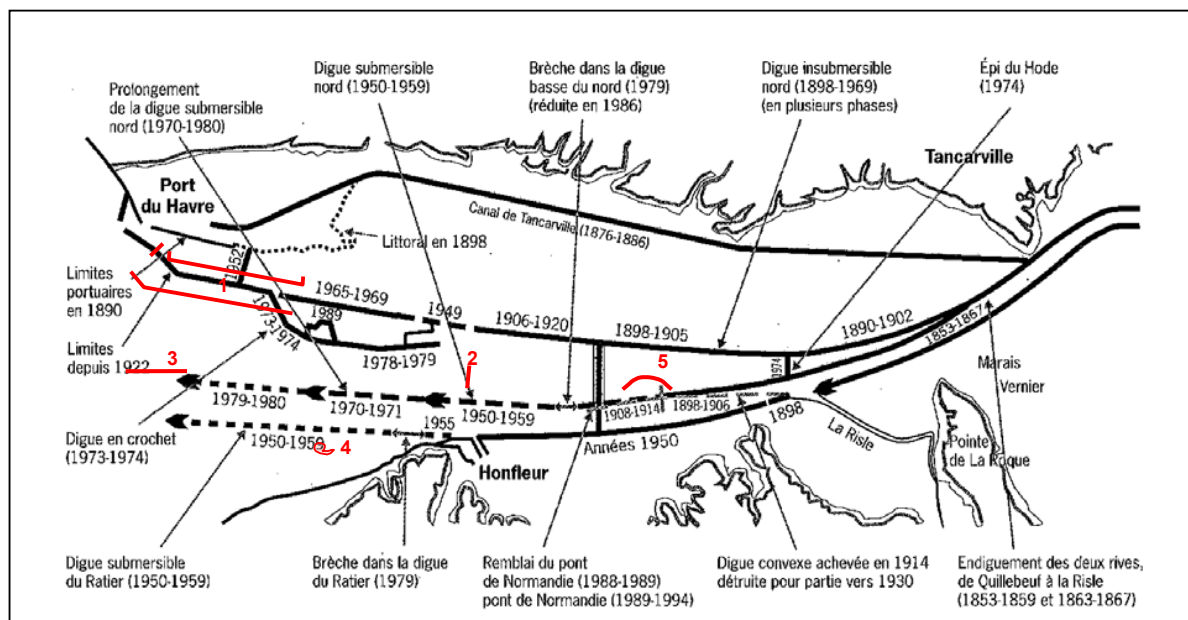 Digue submersible
nord (1950-1959)
Brèche dans la digue
basse du nord (1979)
(réduite en 1986)
Digue insubmersible
nord (1898-1969)
(en plusieurs phases)
Épi du Hode
(1974)
Prolongement
de la digue submersible
nord (1970-1980)
Tancarville
Port
du Havre
Canal de Tancarville (1876-1886)
Littoral en 1898
1952
Limites
portuaires
en 1890
1
1965-1969
1989
1949
1906-1920
1898-1905
1890-1902
1853-1867
1973-1974
Limites
depuis 1922
3
1978-1979
2
5
1974
Marais
Vernier
1979-1980
1970-1971
1950-1959
1908-1914
1898-1906
1955
1898
Années 1950
La Risle
Pointe
de La Roque
Digue en crochet
(1973-1974)
1950-1959
4
Honfleur
Digue submersible
du Ratier (1950-1959)
Brèche dans la digue
du Ratier (1979)
Remblai du pont
de Normandie (1988-1989)
pont de Normandie (1989-1994)
Digue convexe achevée en 1914
détruite pour partie vers 1930
Endiguement des deux rives,
de Quillebeuf à la Risle
(1853-1859 et 1863-1867)